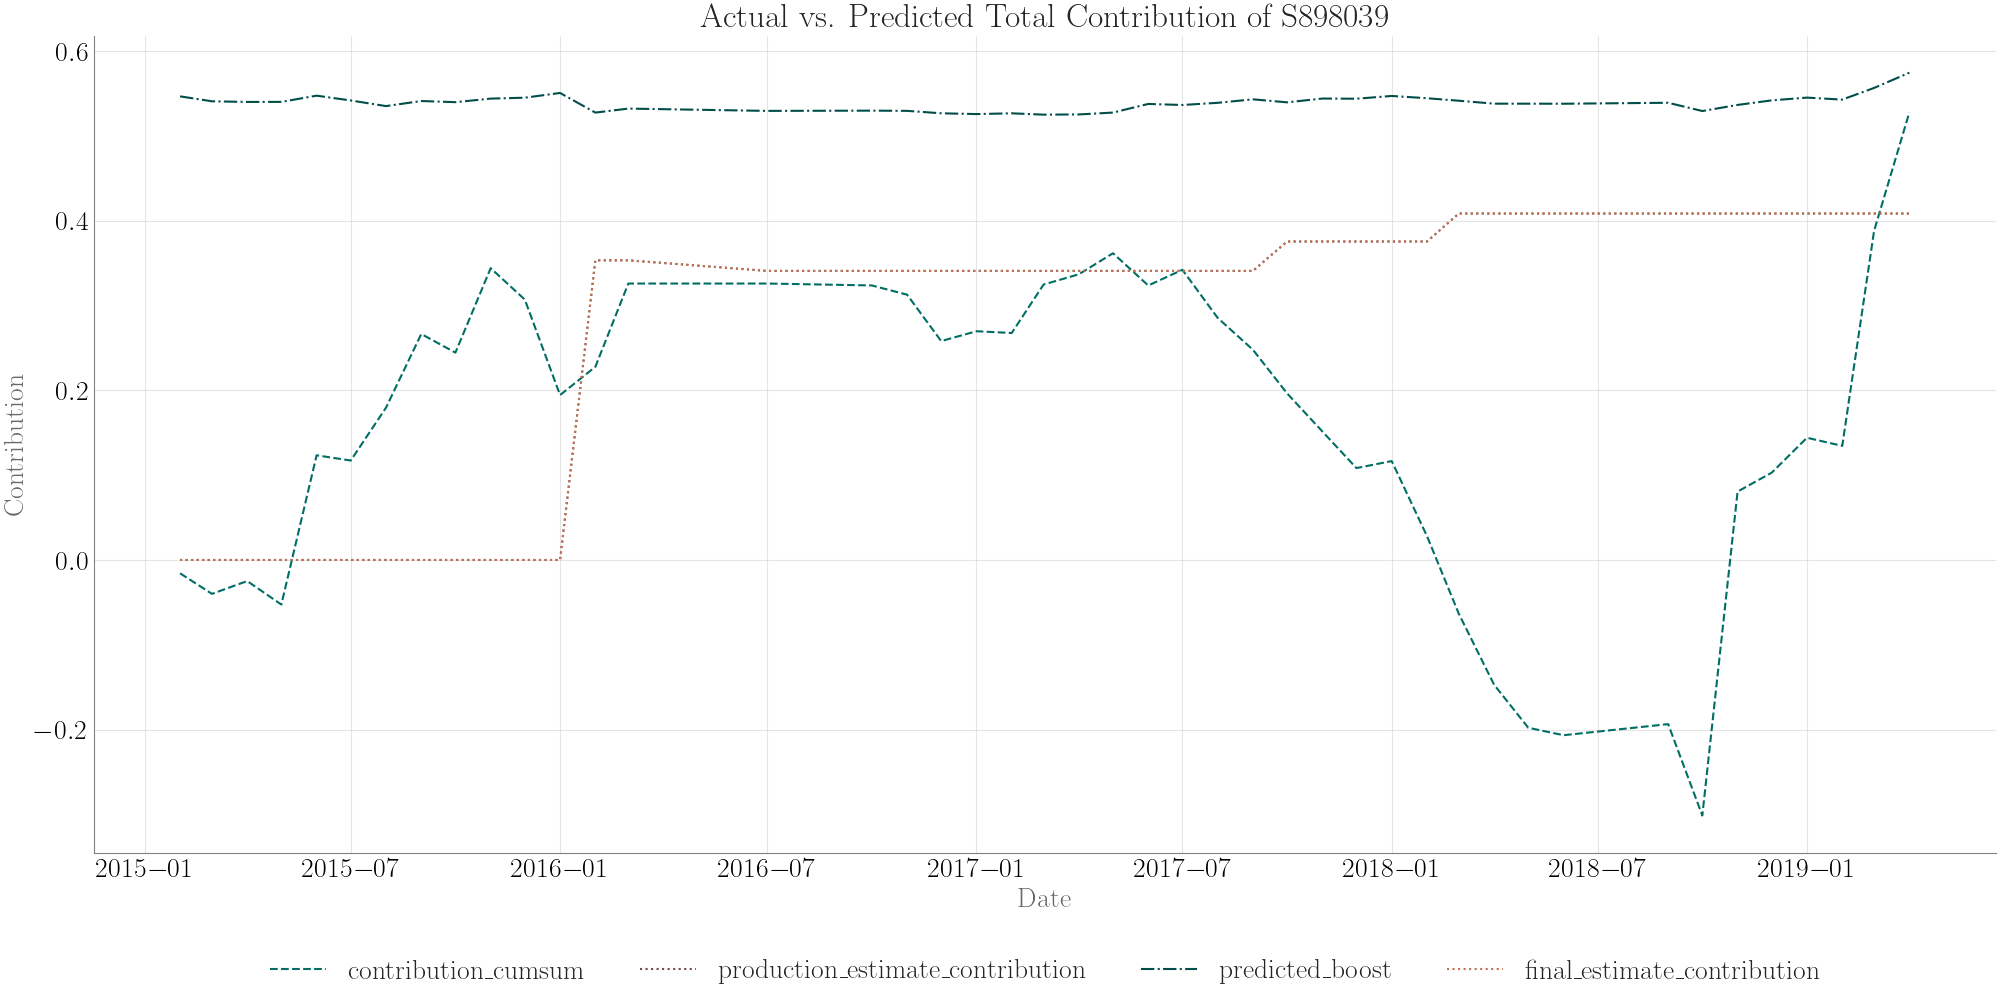 Actual vs. Predicted Total Contribution of S898039
Contribution
0.6
0.4
0.2
0.0
−0.2
2015−01 2015−07 2016−01 2016−07 2017−01 2017−07 2018−01 2018−07 2019−01
Date
contribution_cumsum production_estimate_contribution predicted_boost final_estimate_contribution